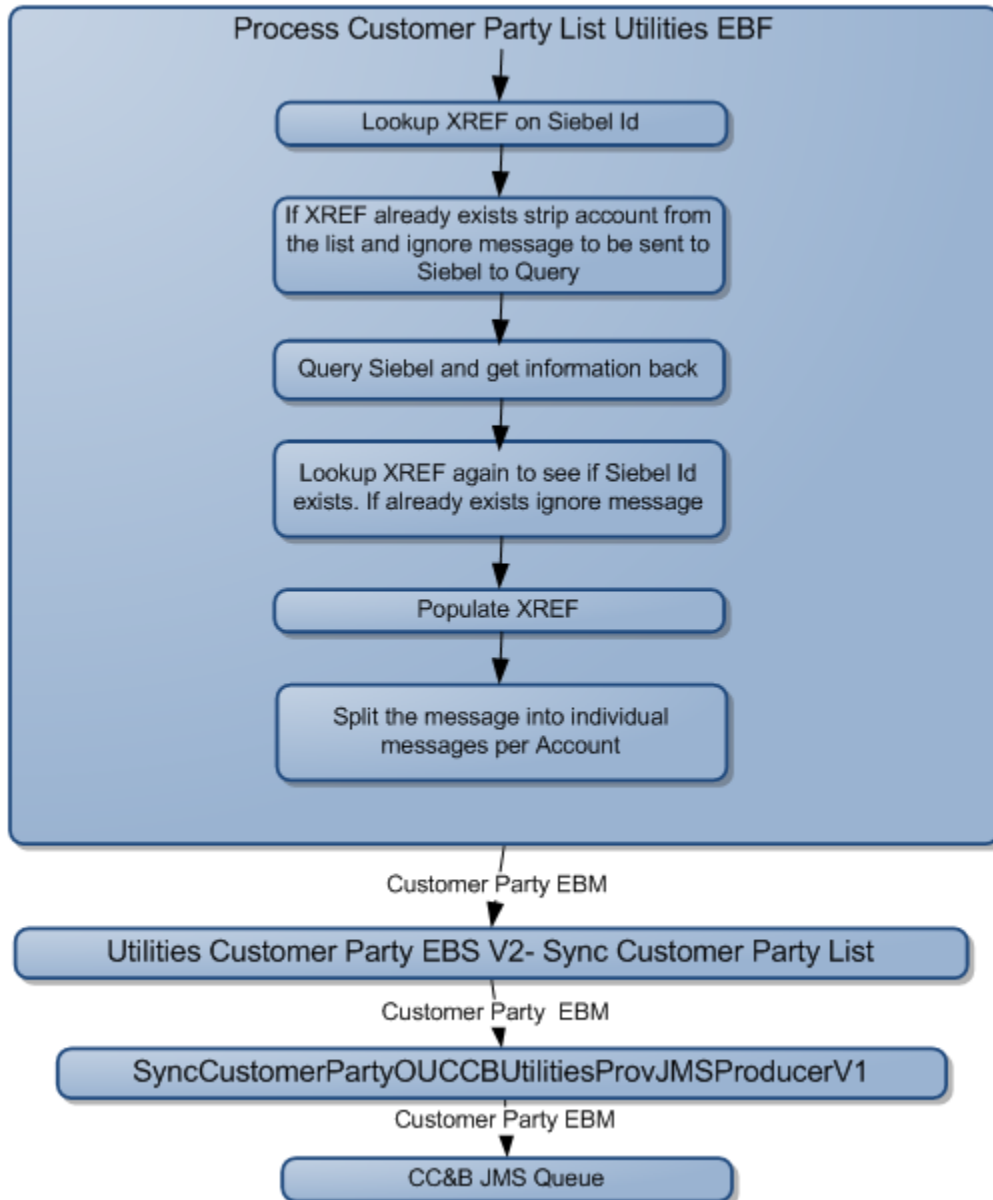 Process Customer Party List Utilities EBF
Lookup XREF on Siebel Id
If XREF already exists strip account from
the list and ignore message to be sent to
Siebel to Query
Query Siebel and get information back
Lookup XREF again to see if Siebel Id
exists. If already exists ignore message
Populate XREF
Split the message into individual
messages per Account
Customer Party EBM
Utilities Customer Party EBS V2- Sync Customer Party List
Customer Party  EBM
SyncCustomerPartyOUCCBUtilitiesProvJMSProducerV1
Customer Party EBM
CC&B JMS Queue